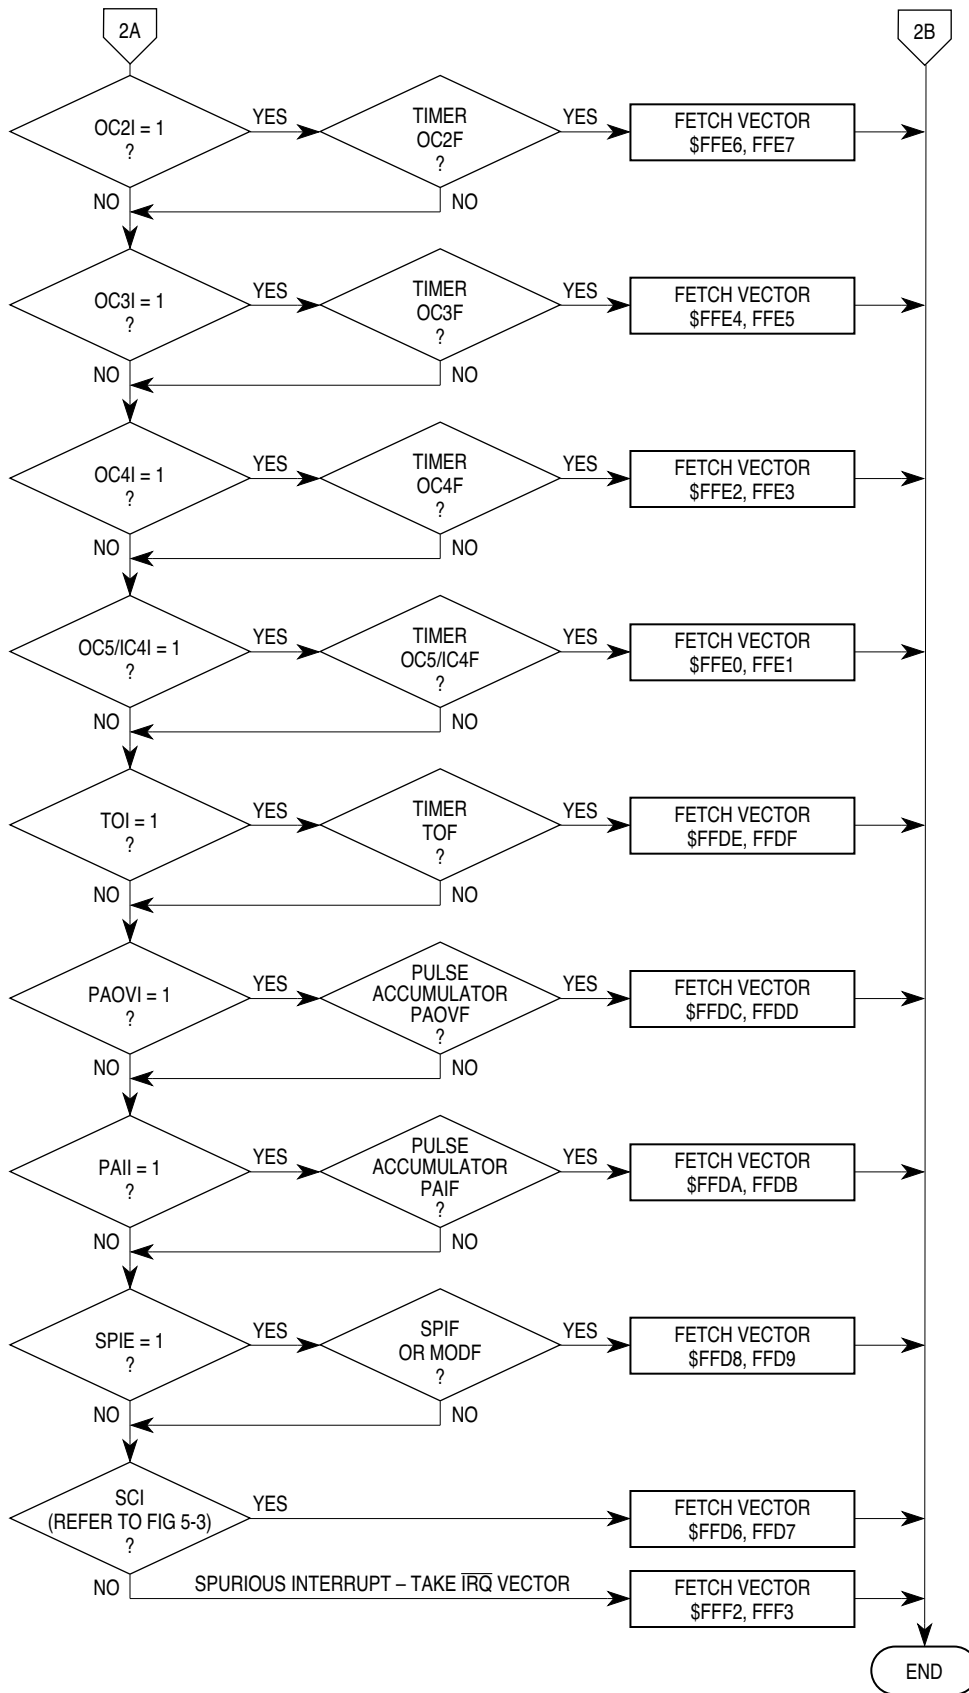 2A
2B
OC2I = 1
?
YES
TIMER
OC2F
?
YES
FETCH VECTOR
$FFE6, FFE7
NO
NO
OC3I = 1
?
YES
TIMER
OC3F
?
YES
FETCH VECTOR
$FFE4, FFE5
NO
NO
OC4I = 1
?
YES
TIMER
OC4F
?
YES
FETCH VECTOR
$FFE2, FFE3
NO
NO
OC5/IC4I = 1
?
YES
TIMER
OC5/IC4F
?
YES
FETCH VECTOR
$FFE0, FFE1
NO
NO
TOI = 1
?
YES
TIMER
TOF
?
YES
FETCH VECTOR
$FFDE, FFDF
NO
NO
PAOVI = 1
?
YES
PULSE
ACCUMULATOR
PAOVF
?
YES
FETCH VECTOR
$FFDC, FFDD
NO
NO
PAII = 1
?
YES
PULSE
ACCUMULATOR
PAIF
?
YES
FETCH VECTOR
$FFDA, FFDB
NO
NO
SPIE = 1
?
YES
SPIF
OR MODF
?
YES
FETCH VECTOR
$FFD8, FFD9
NO
NO
SCI
(REFER TO FIG 5-3)
?
YES
FETCH VECTOR
$FFD6, FFD7
NO
SPURIOUS INTERRUPT – TAKE I̅R̅Q̅ VECTOR
FETCH VECTOR
$FFF2, FFF3
END